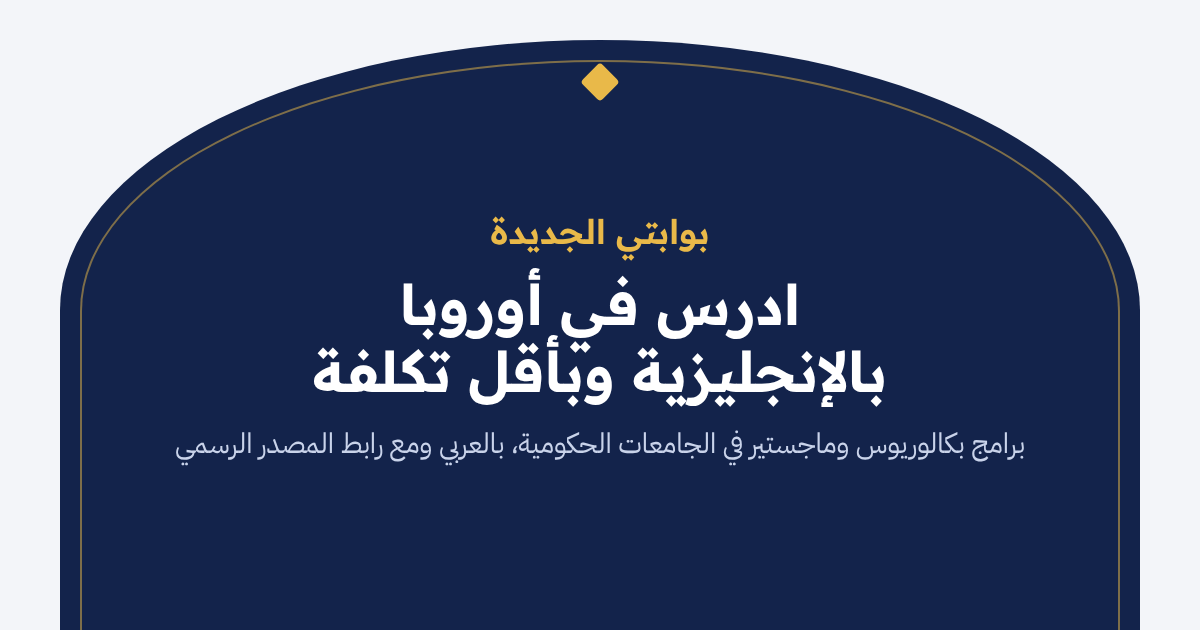 بوابتي الجديدة
ادرس في أوروبا
بالإنجليزية وبأقل تكلفة
برامج بكالوريوس وماجستير في الجامعات الحكومية، بالعربي ومع رابط المصدر الرسمي